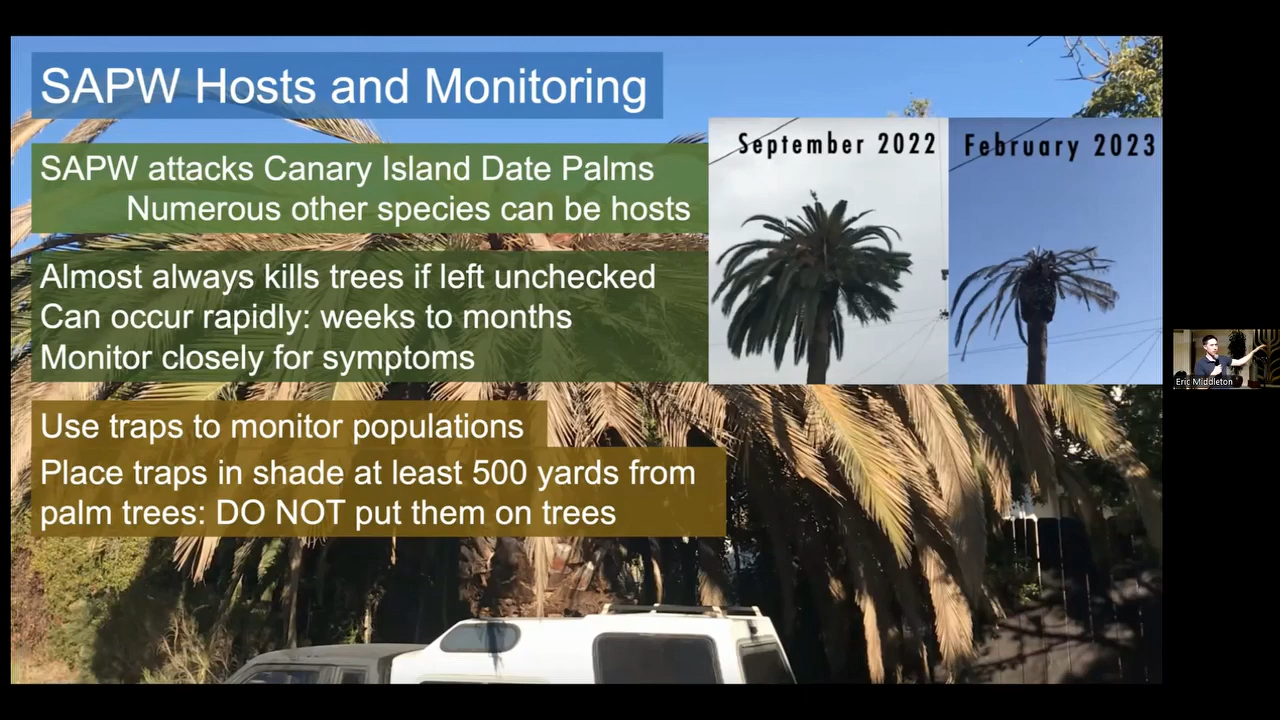 SAPW Hosts and Monitoring
SAPW attacks Canary Island Date Palms
Numerous other species can be hosts
Almost always kills trees if left unchecked
Can occur rapidly: weeks to months
Monitor closely for symptoms
Use traps to monitor populations
Place traps in shade at least 500 yards from
palm trees: DO NOT put them on trees
September 2022
February 2023
Eric Middleton